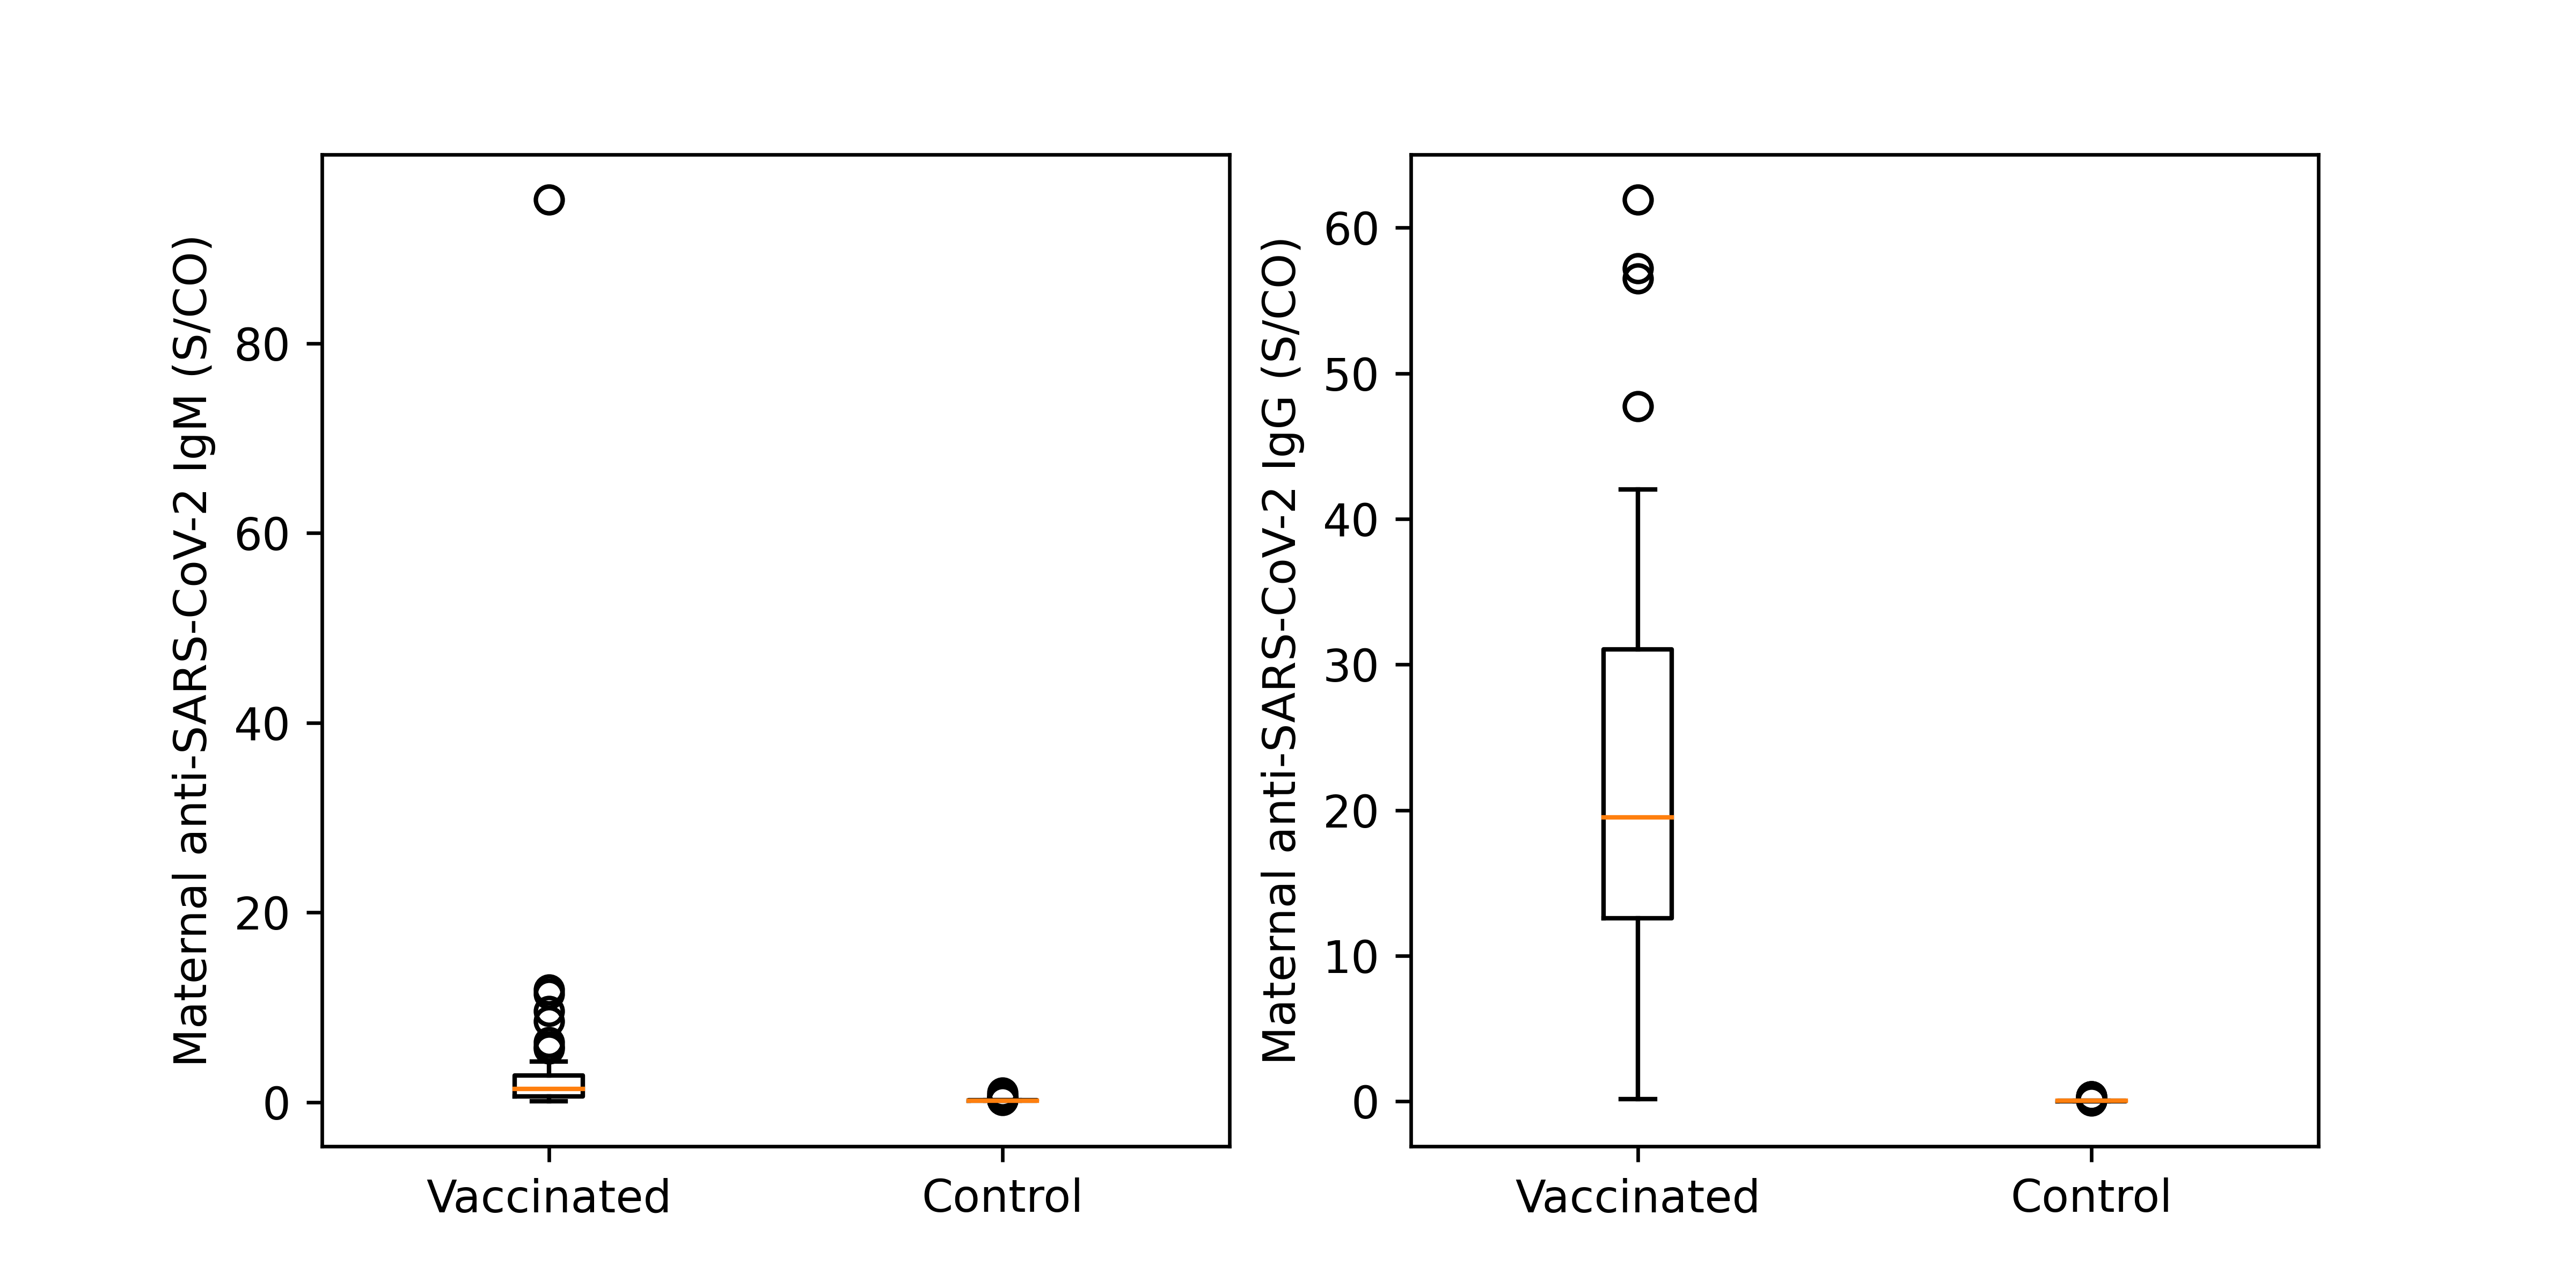 Maternal anti-SARS-CoV-2 IgM (S/CO)
80
60
40
20
0
Vaccinated
Control
Maternal anti-SARS-CoV-2 IgG (S/CO)
60
50
40
30
20
10
0
Vaccinated
Control